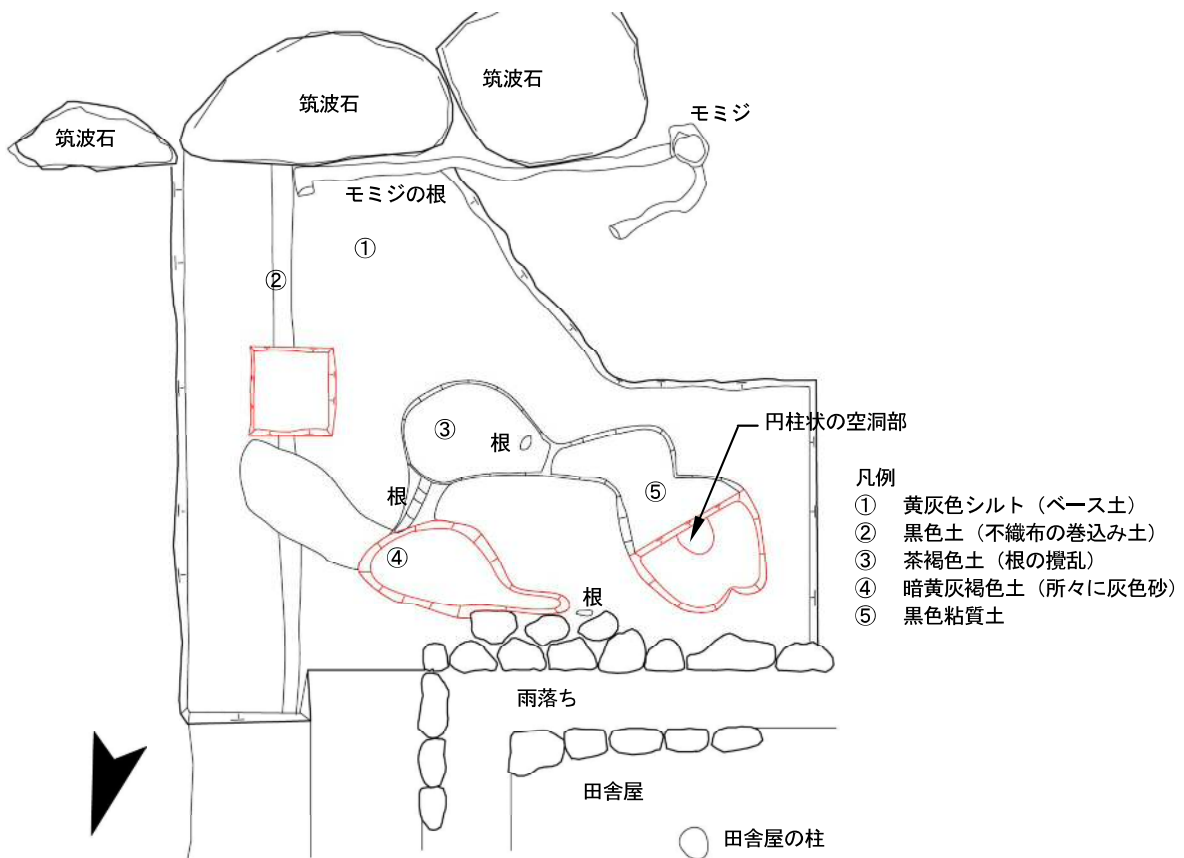 筑波石
筑波石
筑波石
モミジ
モミジの根
①
②
③
根
根
④
⑤
円柱状の空洞部
根
凡例
① 黄灰色シルト（ベース土）
② 黒色土（不織布の巻込み土）
③ 茶褐色土（根の攪乱）
④ 暗黄灰褐色土（所々に灰色砂）
⑤ 黒色粘質土
雨落ち
田舎屋
田舎屋の柱